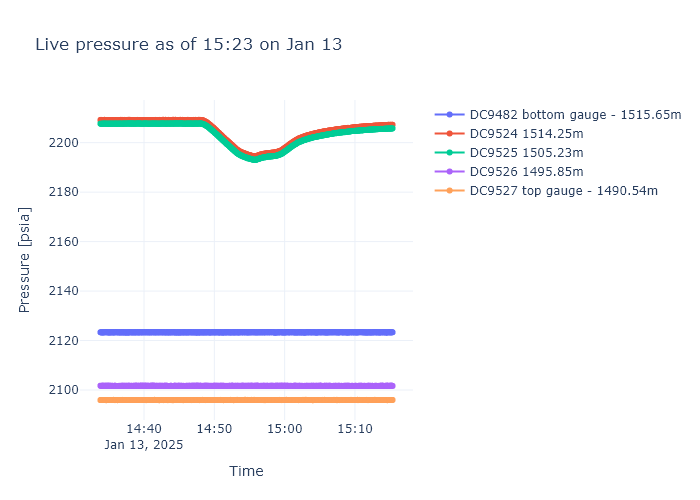 Live pressure as of 15:23 on Jan 13
DC9482 bottom gauge - 1515.65m
DC9524 1514.25m
DC9525 1505.23m
DC9526 1495.85m
DC9527 top gauge - 1490.54m
Pressure [psia]
2200
2180
2160
2140
2120
2100
14:40 14:50 15:00 15:10
Jan 13, 2025
Time